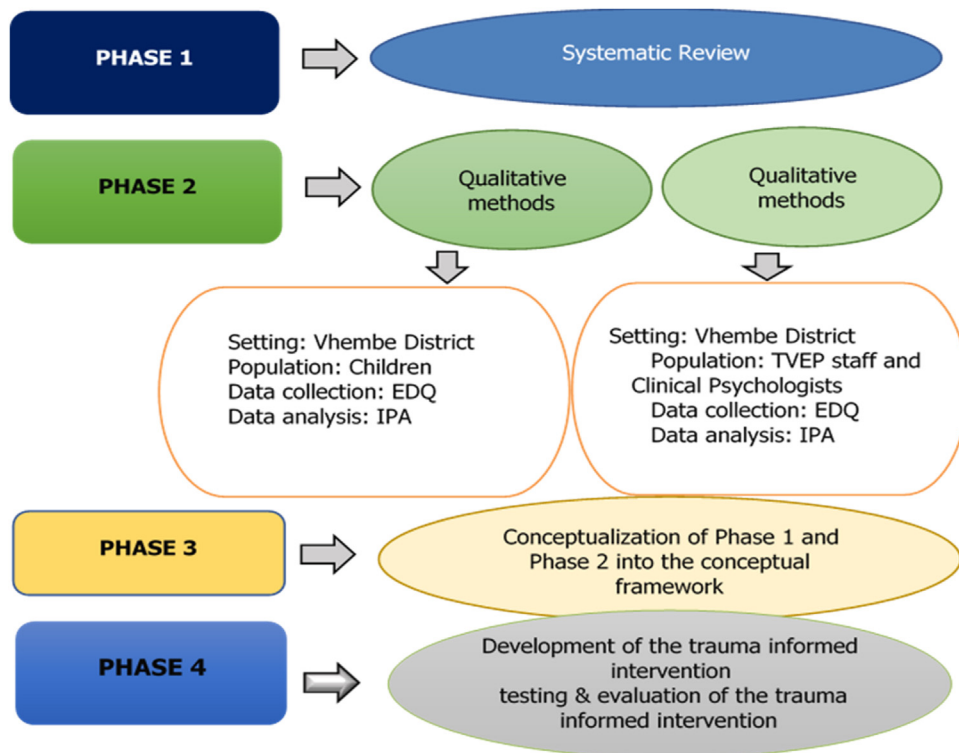 PHASE 1
Systematic Review
PHASE 2
Qualitative
methods
Qualitative
methods
Setting: Vhembe District
Population: Children
Data collection: EDQ
Data analysis: IPA
Setting: Vhembe District
Population: TVEP staff and
Clinical Psychologists
Data collection: EDQ
Data analysis: IPA
PHASE 3
Conceptualization of Phase 1 and
Phase 2 into the conceptual
framework
PHASE 4
Development of the trauma informed
intervention
testing & evaluation of the trauma
informed intervention